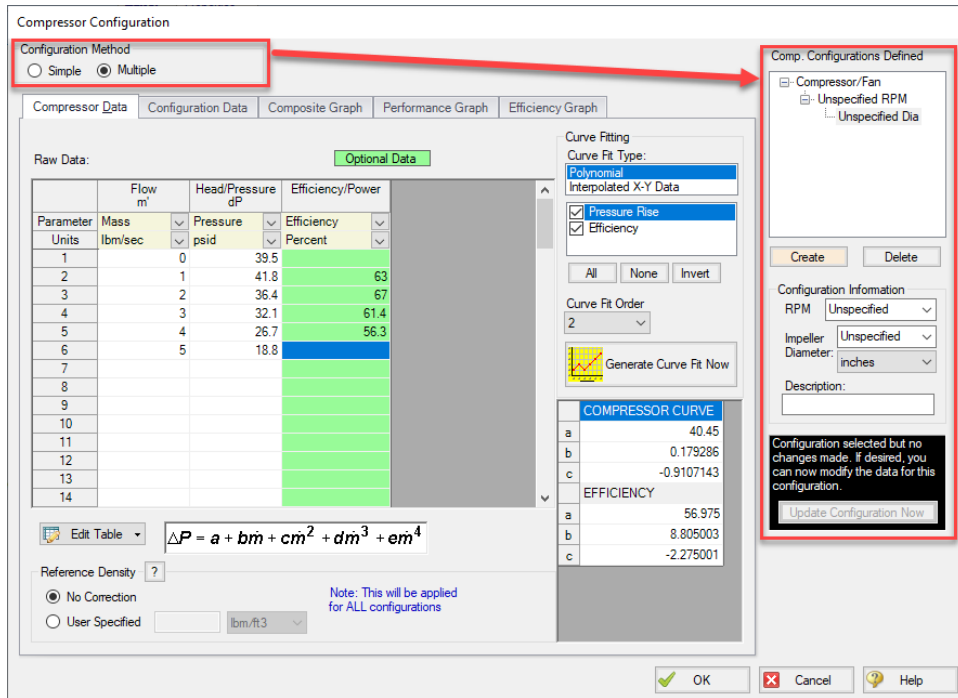 Compressor Configuration
Configuration Method
Simple Multiple
Comp. Configurations Defined
Compressor/Fan
Unspecified RPM
Unspecified Dia
Compressor Data Configuration Data Composite Graph Performance Graph Efficiency Graph
Raw Data: Optional Data
Flow Head/Pressure Efficiency/Power
m' dP
Parameter Mass Pressure Efficiency
Units lbm/sec psid Percent
1 0 39.5
2 1 41.8 63
3 2 36.4 67
4 3 32.1 61.4
5 4 26.7 56.3
6 5 18.8
7
8
9
10
11
12
13
14
Edit Table
ΔP = a + bṁ + cṁ² + dṁ³ + eṁ⁴
Reference Density ?
No Correction
User Specified lbm/ft3
Note: This will be applied
for ALL configurations
Curve Fitting
Curve Fit Type:
Polynomial
Interpolated X-Y Data
Pressure Rise
Efficiency
All None Invert
Curve Fit Order
2
Generate Curve Fit Now
COMPRESSOR CURVE
a 40.45
b 0.179286
c -0.9107143
EFFICIENCY
a 56.975
b 8.805003
c -2.275001
Create Delete
Configuration Information
RPM Unspecified
Impeller Unspecified
Diameter: inches
Description:
Configuration selected but no
changes made. If desired, you
can now modify the data for this
configuration.
Update Configuration Now
OK Cancel Help